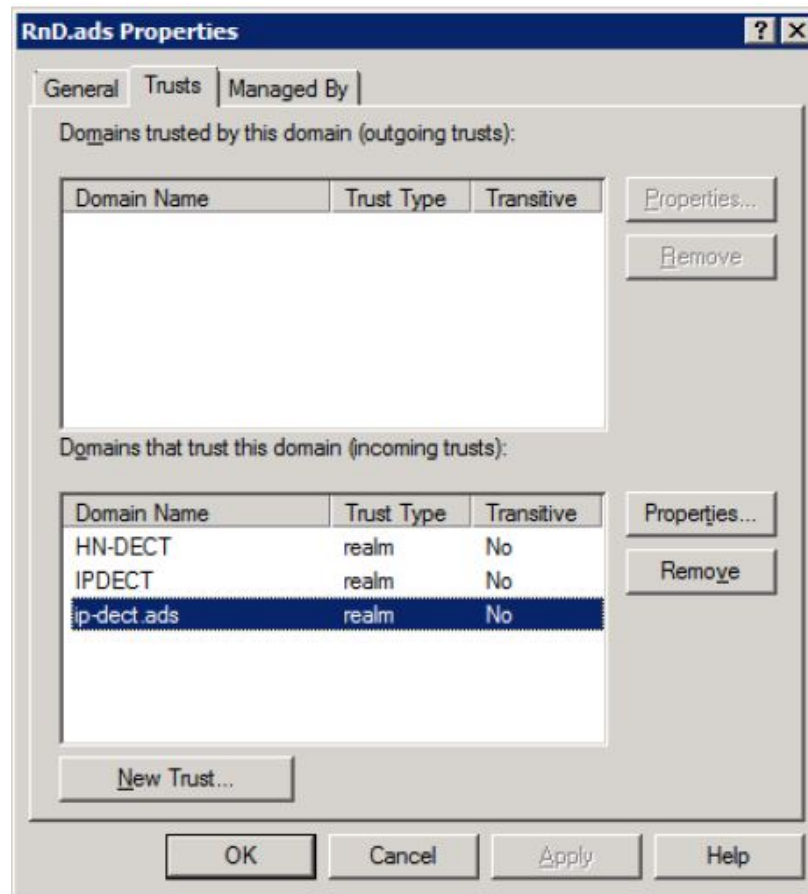 RnD.ads Properties
General Trusts Managed By
Domains trusted by this domain (outgoing trusts):
Domain Name Trust Type Transitive
Properties...
Remove
Domains that trust this domain (incoming trusts):
Domain Name Trust Type Transitive
Properties...
HN-DECT realm No
IPDECT realm No
Remove
ip-dect.ads realm No
New Trust...
OK Cancel Apply Help